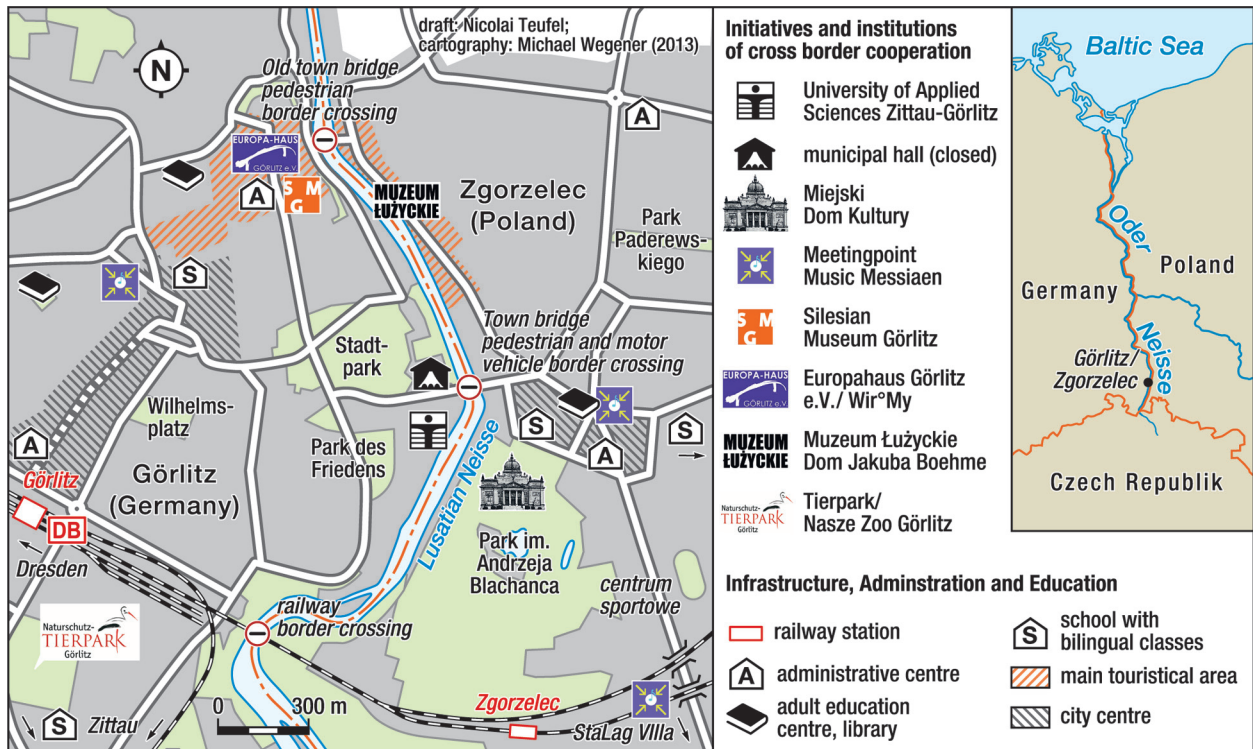 draft: Nicolai Teufel;
cartography: Michael Wegener (2013)
N
Old town bridge
pedestrian
border crossing
A
EUROPA-HAUS
GÖRLITZ e.V.
A
S M
G
MUZEUM
ŁUŻYCKIE
Zgorzelec
(Poland)
Park
Paderews-
kiego
S
Town bridge
pedestrian and motor
vehicle border crossing
Stadt-
park
Wilhelms-
platz
Park des
Friedens
A
Görlitz
(Germany)
Görlitz
DB
Dresden
Lusatian Neisse
S
A
S
Park im.
Andrzeja
Blachanca
centrum
sportowe
railway
border crossing
Naturschutz-
TIERPARK
Görlitz
S
Zittau
0 300 m
Zgorzelec
StaLag VIIIa
Initiatives and institutions
of cross border cooperation
University of Applied
Sciences Zittau-Görlitz
municipal hall (closed)
Miejski
Dom Kultury
Meetingpoint
Music Messiaen
S M
G
Silesian
Museum Görlitz
EUROPA-HAUS
GÖRLITZ e.V.
Europahaus Görlitz
e.V./ Wir°My
MUZEUM
ŁUŻYCKIE
Muzeum Łużyckie
Dom Jakuba Boehme
Naturschutz-
TIERPARK
Görlitz
Tierpark/
Nasze Zoo Görlitz
Infrastructure, Adminstration and Education
railway station
A
administrative centre
adult education
centre, library
S
school with
bilingual classes
main touristical area
city centre
Baltic Sea
Oder
Poland
Germany
Neisse
Görlitz/
Zgorzelec
Czech Republik